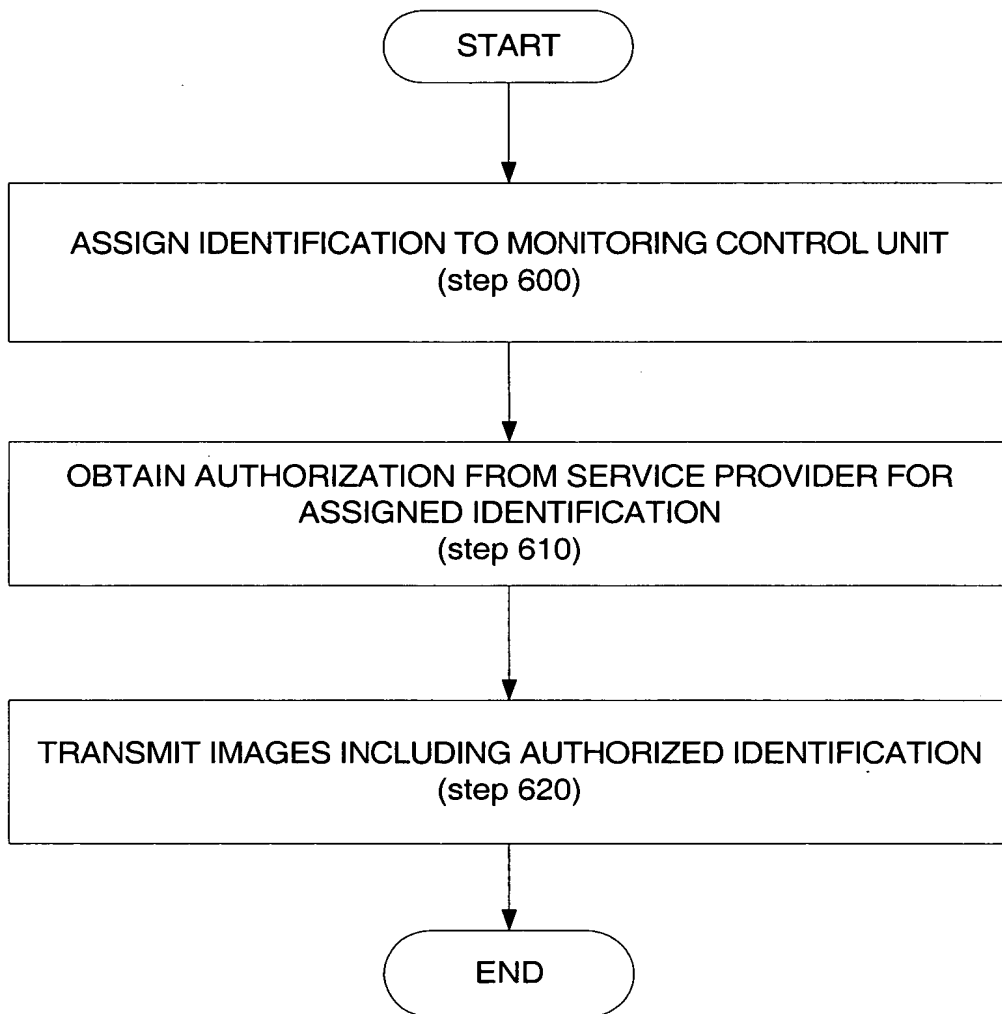 START
ASSIGN IDENTIFICATION TO MONITORING CONTROL UNIT
(step 600)
OBTAIN AUTHORIZATION FROM SERVICE PROVIDER FOR
ASSIGNED IDENTIFICATION
(step 610)
TRANSMIT IMAGES INCLUDING AUTHORIZED IDENTIFICATION
(step 620)
END